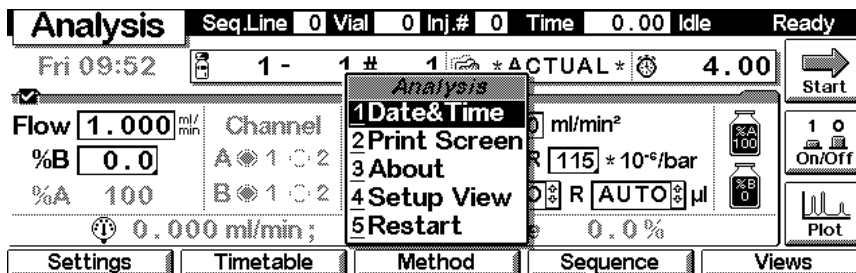 Analysis Seq.Line 0 Vial 0 Inj.# 0 Time 0.00 Idle Ready
Fri 09:52 1 - 1 # 1 *ACTUAL* 4.00 Start
Analysis
1 Date&Time
2 Print Screen
3 About
4 Setup View
5 Restart
Flow 1.000 ml/min Channel ml/min²
%B 0.0 A 1 2 R 115 *10⁻⁶/bar
%A 100 B 1 2 R AUTO µl
0.000 ml/min; 0.0%
%A 100
%B 0
1 0
On/Off
Plot
Settings Timetable Method Sequence Views